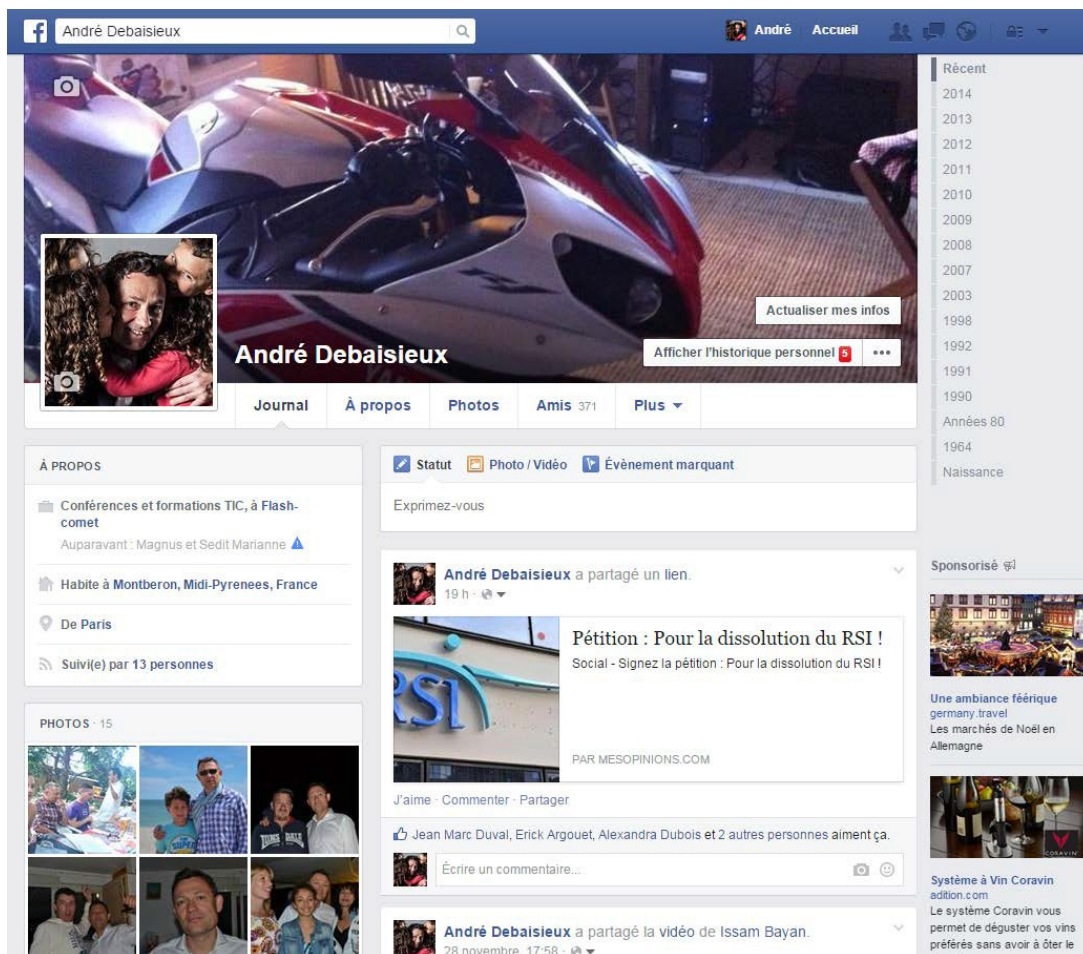 f
André Debaisieux
André Accueil
YAMAHA
Actualiser mes infos
Afficher l'historique personnel 5
André Debaisieux
Journal À propos Photos Amis 371 Plus
Récent
2014
2013
2012
2011
2010
2009
2008
2007
2003
1998
1992
1991
1990
Années 80
1964
Naissance
À PROPOS
Conférences et formations TIC, à Flash-
comet
Auparavant : Magnus et Sedit Marianne
Habite à Montberon, Midi-Pyrenees, France
De Paris
Suivi(e) par 13 personnes
PHOTOS · 15
Statut Photo / Vidéo Évènement marquant
Exprimez-vous
André Debaisieux a partagé un lien.
19 h ·
RSI
Pétition : Pour la dissolution du RSI !
Social - Signez la pétition : Pour la dissolution du RSI !
PAR MESOPINIONS.COM
J'aime · Commenter · Partager
Jean Marc Duval, Erick Argouet, Alexandra Dubois et 2 autres personnes aiment ça.
Écrire un commentaire...
André Debaisieux a partagé la vidéo de Issam Bayan.
28 novembre, 17:58 ·
Sponsorisé
Une ambiance féérique
germany.travel
Les marchés de Noël en
Allemagne
CORAVIN
Système à Vin Coravin
adition.com
Le système Coravin vous
permet de déguster vos vins
préférés sans avoir à ôter le